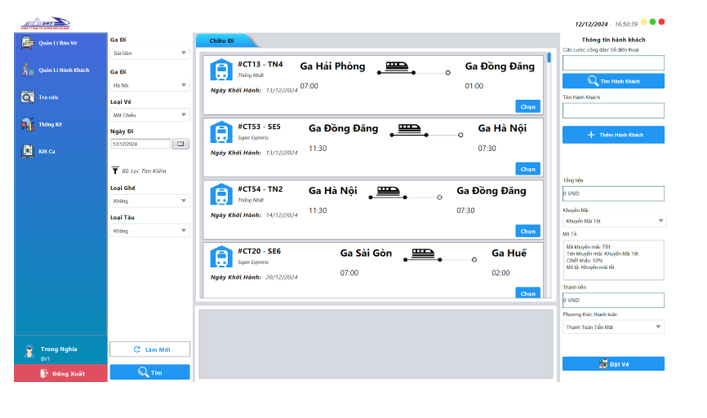 12/12/2024 - 16:50:39
Quản Lí Bán Vé
Quản Lí Hành Khách
Tra cứu
Thống Kê
Kết Ca
Trong Nghia
BV1
Đăng Xuất
Ga Đi
Sài Gòn
Ga Đi
Hà Nội
Loại Vé
Một Chiều
Ngày Đi
12/12/2024
Bộ Lọc Tìm Kiếm
Loại Ghế
Không
Loại Tàu
Không
Làm Mới
Tìm
Chiều Đi
#CT13 - TN4
Thống Nhất
Ngày Khởi Hành: 13/12/2024
Ga Hải Phòng
Ga Đồng Đăng
07:00
01:00
Chọn
#CT53 - SE5
Super Express
Ngày Khởi Hành: 13/12/2024
Ga Đồng Đăng
Ga Hà Nội
11:30
07:30
Chọn
#CT54 - TN2
Thống Nhất
Ngày Khởi Hành: 14/12/2024
Ga Hà Nội
Ga Đồng Đăng
11:30
07:30
Chọn
#CT20 - SE6
Super Express
Ngày Khởi Hành: 20/12/2024
Ga Sài Gòn
Ga Huế
07:00
02:00
Chọn
Thông tin hành khách
Căn cước công dân/ Số điện thoại
Tìm Hành Khách
Tên Hành Khách
Thêm Hành Khách
Tổng tiền
0 VND
Khuyến Mãi
Khuyến Mãi Tết
Mô Tả
Mã khuyến mãi: T01
Tên khuyến mãi: Khuyến Mãi Tết
Chiết khấu: 50%
Mô tả: Khuyến mãi tết
Thành tiền
0 VND
Phương thức thanh toán
Thanh Toán Tiền Mặt
Đặt Vé